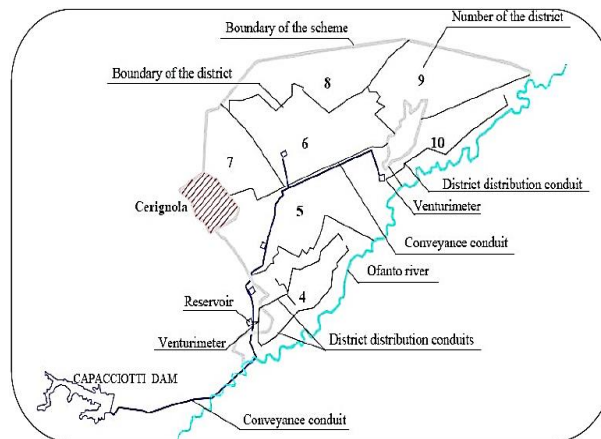 Boundary of the scheme
Number of the district
Boundary of the district
8
9
6
10
7
District distribution conduit
Cerignola
Venturimeter
5
Conveyance conduit
Ofanto river
4
Reservoir
Venturimeter
District distribution conduits
CAPACCIOTTI DAM
Conveyance conduit